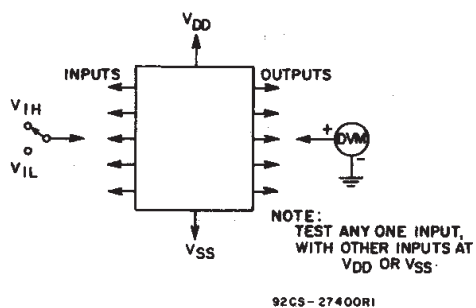 VDD
INPUTS
OUTPUTS
VIH
VIL
+
DVM
-
VSS
NOTE:
TEST ANY ONE INPUT,
WITH OTHER INPUTS AT
VDD OR VSS.
92CS-27400R1